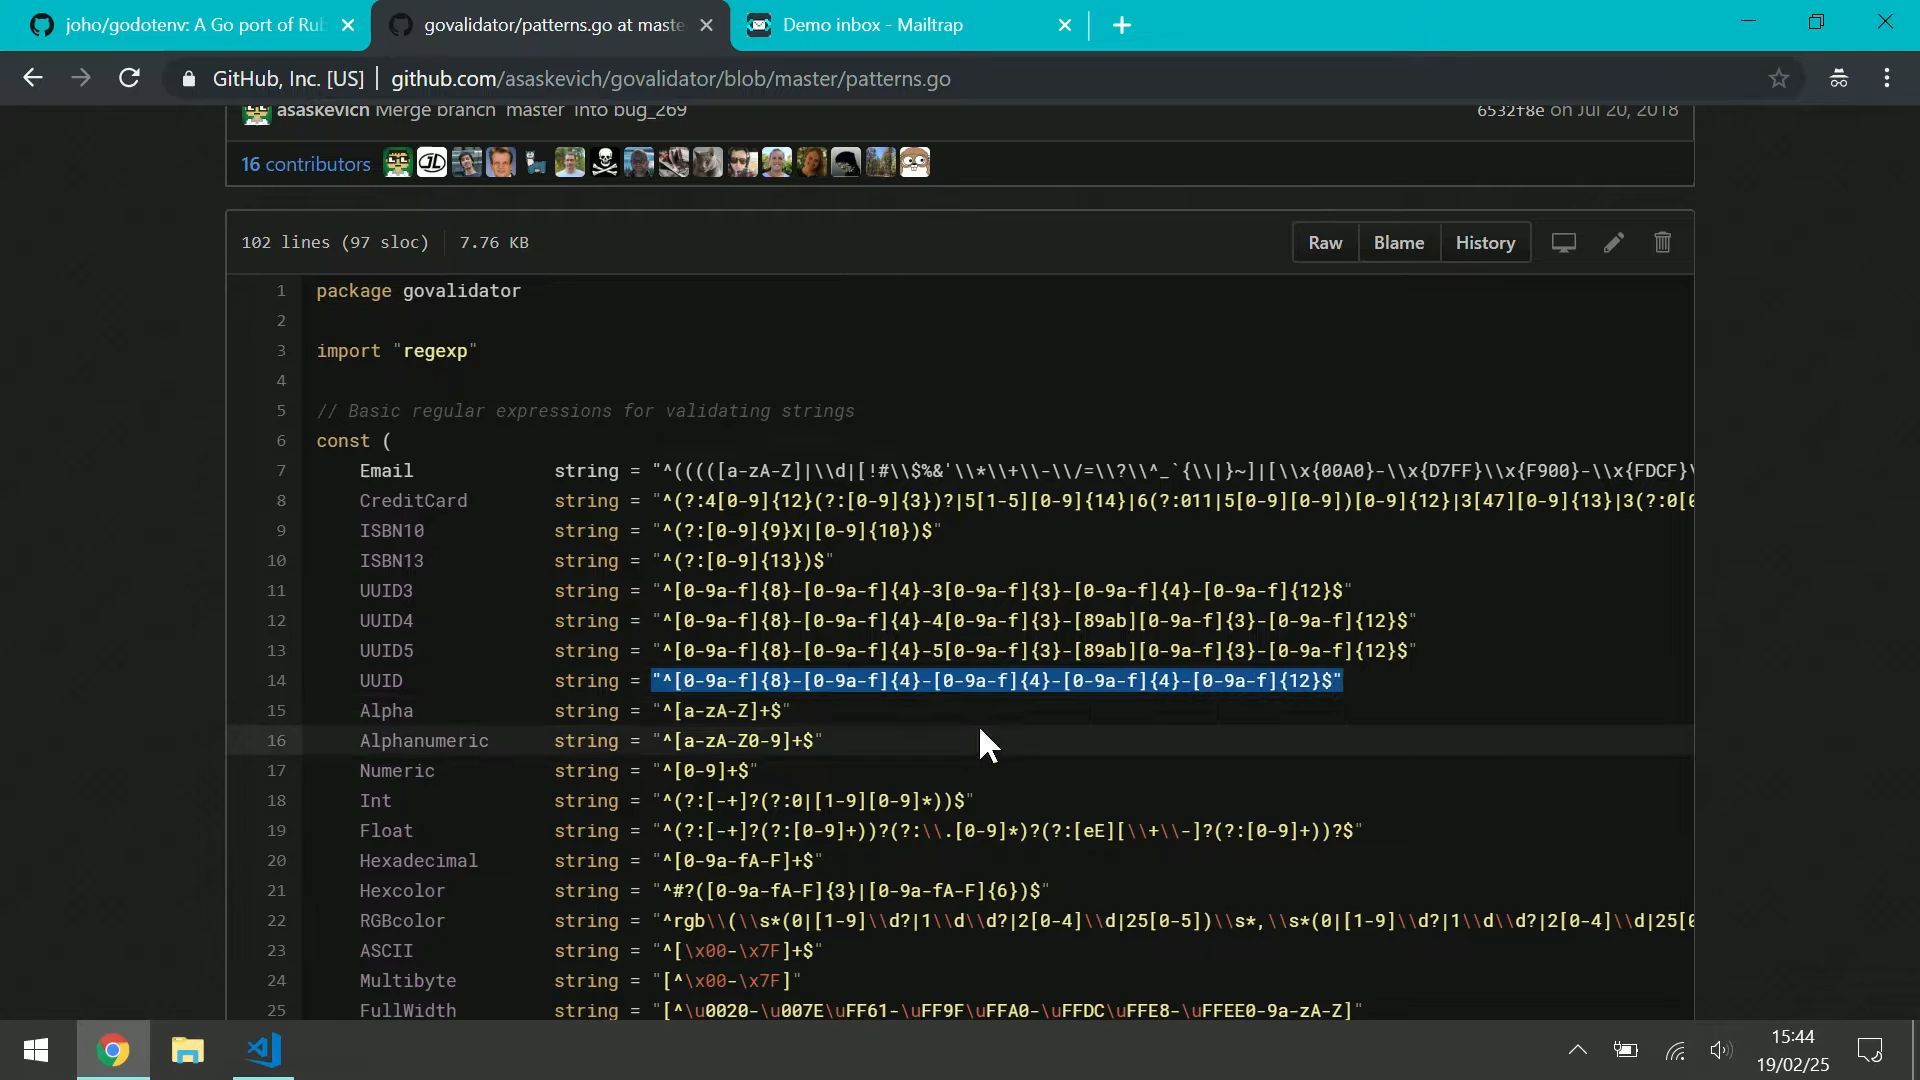 joho/godotenv: A Go port of Rub
govalidator/patterns.go at maste
Demo inbox - Mailtrap
GitHub, Inc. [US]
github.com/asaskevich/govalidator/blob/master/patterns.go
asaskevich Merge branch 'master' into bug_269
6532f8e on Jul 20, 2018
16 contributors
102 lines (97 sloc)
7.76 KB
Raw
Blame
History
1 package govalidator
2
3 import "regexp"
4
5 // Basic regular expressions for validating strings
6 const (
7 Email string = "^(((([a-zA-Z]|\\d|[!#\\$%&'\\*\\+\\-\\/=\\?\\^_`{\\|}~]|[\\x{00A0}-\\x{D7FF}\\x{F900}-\\x{FDCF}\
8 CreditCard string = "^(?:4[0-9]{12}(?:[0-9]{3})?|5[1-5][0-9]{14}|6(?:011|5[0-9][0-9])[0-9]{12}|3[47][0-9]{13}|3(?:0[0
9 ISBN10 string = "^(?:[0-9]{9}X|[0-9]{10})$"
10 ISBN13 string = "^(?:[0-9]{13})$"
11 UUID3 string = "^[0-9a-f]{8}-[0-9a-f]{4}-3[0-9a-f]{3}-[0-9a-f]{4}-[0-9a-f]{12}$"
12 UUID4 string = "^[0-9a-f]{8}-[0-9a-f]{4}-4[0-9a-f]{3}-[89ab][0-9a-f]{3}-[0-9a-f]{12}$"
13 UUID5 string = "^[0-9a-f]{8}-[0-9a-f]{4}-5[0-9a-f]{3}-[89ab][0-9a-f]{3}-[0-9a-f]{12}$"
14 UUID string = "^[0-9a-f]{8}-[0-9a-f]{4}-[0-9a-f]{4}-[0-9a-f]{4}-[0-9a-f]{12}$"
15 Alpha string = "^[a-zA-Z]+$"
16 Alphanumeric string = "^[a-zA-Z0-9]+$"
17 Numeric string = "^[0-9]+$"
18 Int string = "^(?:[-+]?(?:0|[1-9][0-9]*))$"
19 Float string = "^(?:[-+]?(?:[0-9]+))?(?:\\.[0-9]*)?(?:[eE][\\+\\-]?(?:[0-9]+))?$"
20 Hexadecimal string = "^[0-9a-fA-F]+$"
21 Hexcolor string = "^#?([0-9a-fA-F]{3}|[0-9a-fA-F]{6})$"
22 RGBcolor string = "^rgb\\(\\s*(0|[1-9]\\d?|1\\d\\d?|2[0-4]\\d|25[0-5])\\s*,\\s*(0|[1-9]\\d?|1\\d\\d?|2[0-4]\\d|25[0
23 ASCII string = "^[\x00-\x7F]+$"
24 Multibyte string = "[^\x00-\x7F]"
25 FullWidth string = "[^\u0020-\u007E\uFF61-\uFF9F\uFFA0-\uFFDC\uFFE8-\uFFEE0-9a-zA-Z]"
15:44
19/02/25